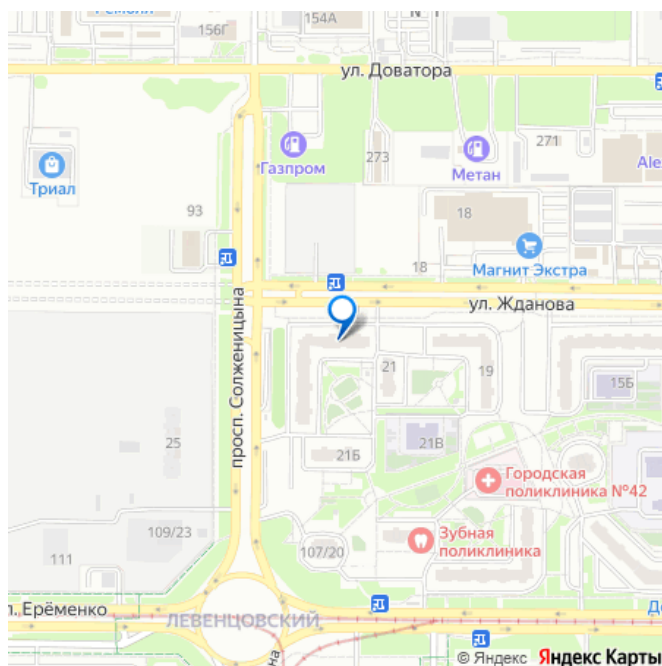 154А
156Г
ул. Доватора
Газпром
273
Метан
271
Ale
Триал
93
18
Магнит Экстра
18
ул. Жданова
просп. Солженицына
21
19
15Б
25
21Б
21В
Городская
поликлиника №42
109/23
Зубная
поликлиника
107/20
111
л. Ерёменко
ЛЕВЕНЦОВСКИЙ
на
© Яндекс Яндекс Карты